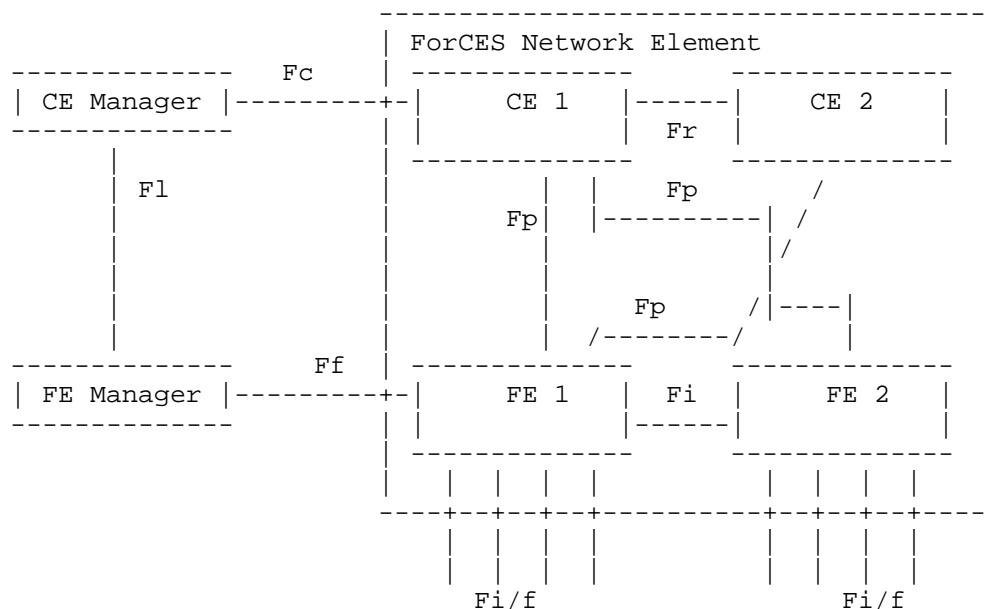 ForCES Network Element
Fc
CE Manager
CE 1
CE 2
Fr
Fl
Fp
Fp
Fp
Ff
FE Manager
FE 1
Fi
FE 2
Fi/f
Fi/f